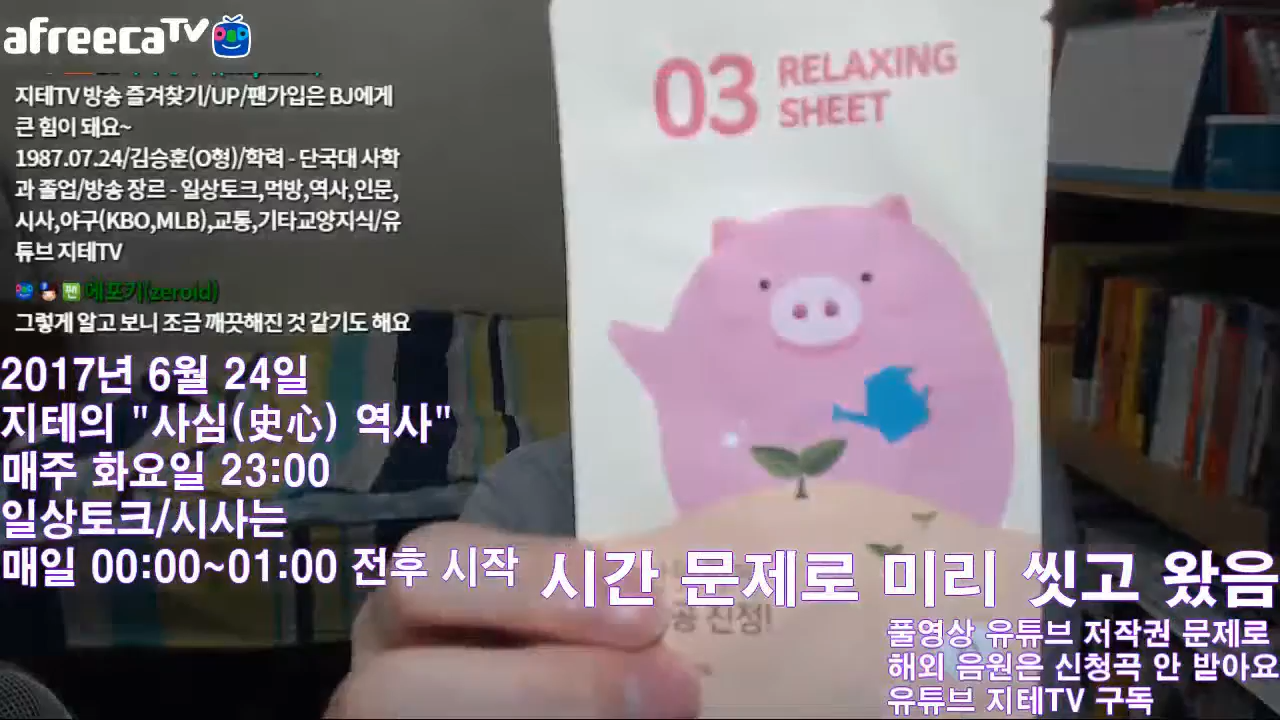 afreecaTV
지테TV 방송 즐겨찾기/UP/팬가입은 BJ에게
큰 힘이 돼요~
1987.07.24/김승훈(O형)/학력 - 단국대 사학
과 졸업/방송 장르 - 일상토크,먹방,역사,인문,
시사,야구(KBO,MLB),교통,기타교양지식/유
튜브 지테TV
팬 데포키(zeroid)
그렇게 알고 보니 조금 깨끗해진 것 같기도 해요
2017년 6월 24일
지테의 "사심(史心) 역사"
매주 화요일 23:00
일상토크/시사는
매일 00:00~01:00 전후 시작
03 RELAXING
SHEET
공 진정!
시간 문제로 미리 씻고 왔음
풀영상 유튜브 저작권 문제로
해외 음원은 신청곡 안 받아요
유튜브 지테TV 구독